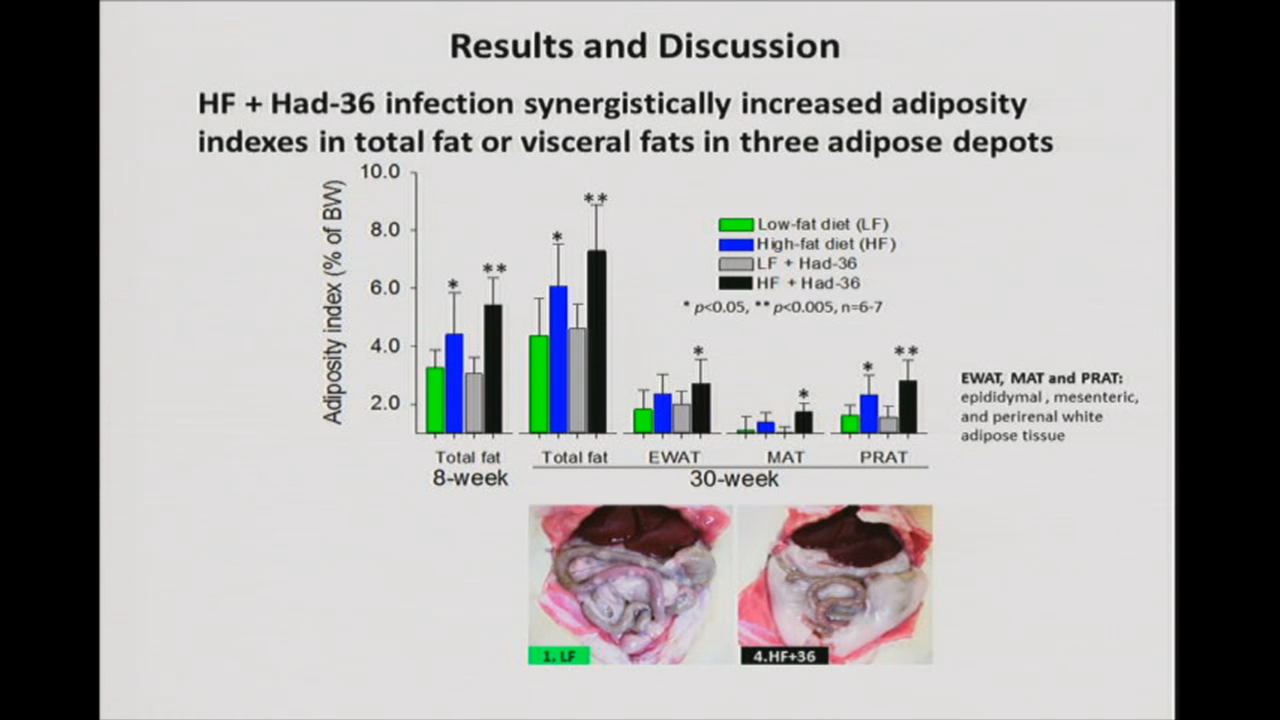 Results and Discussion
HF + Had-36 infection synergistically increased adiposity
indexes in total fat or visceral fats in three adipose depots
Adiposity index (% of BW)
10.0
8.0
6.0
4.0
2.0
* ** * ** * * * **
Low-fat diet (LF)
High-fat diet (HF)
LF + Had-36
HF + Had-36
* p<0.05, ** p<0.005, n=6-7
EWAT, MAT and PRAT:
epididymal , mesenteric,
and perirenal white
adipose tissue
Total fat Total fat EWAT MAT PRAT
8-week 30-week
1. LF
4.HF+36